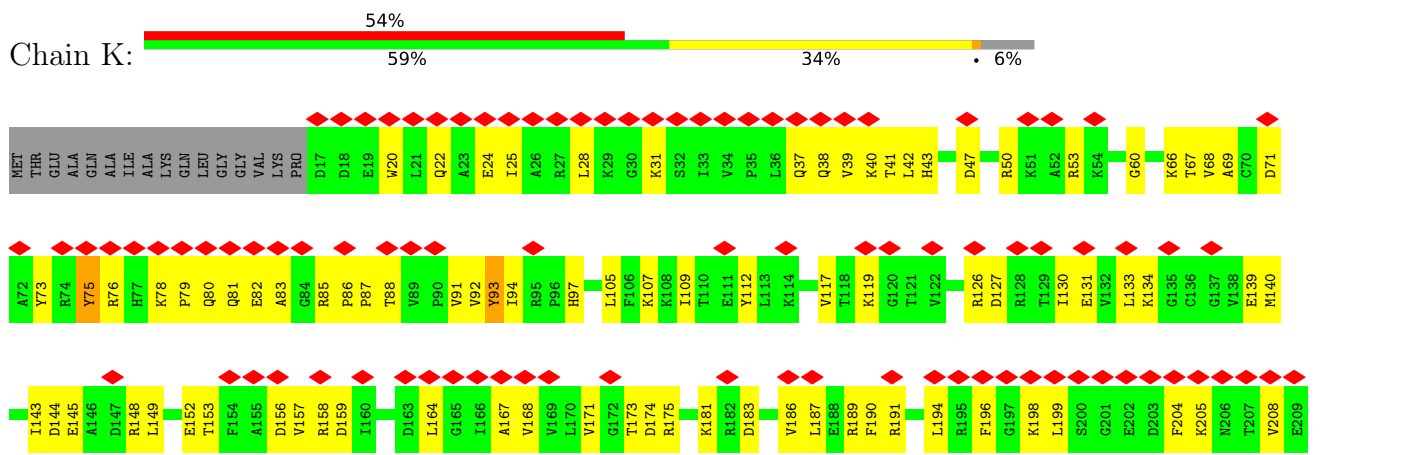 54%
Chain K:
59% 34% • 6%
MET THR GLU ALA GLN ALA ILE ALA LYS GLN LEU GLY GLY VAL LYS PRO D17 D18 E19 W20 L21 Q22 A23 E24 I25 A26 R27 L28 K29 G30 K31 S32 I33 V34 P35 L36 Q37 Q38 V39 K40 T41 L42 H43 D47 R50 K51 A52 R53 K54 G60 K66 T67 V68 A69 C70 D71
A72 Y73 R74 Y75 R76 H77 K78 P79 Q80 Q81 E82 A83 G84 R85 P86 P87 T88 V89 P90 V91 V92 Y93 I94 R95 P96 H97 L105 F106 K107 K108 I109 T110 E111 Y112 L113 K114 V117 T118 K119 G120 T121 V122 R126 D127 R128 T129 I130 E131 V132 L133 K134 G135 C136 G137 V138 E139 M140
I143 D144 E145 A146 D147 R148 L149 E152 T153 F154 A155 D156 V157 R158 D159 I160 D163 L164 G165 I166 A167 V168 V169 L170 V171 G172 T173 D174 R175 K181 R182 D183 V186 L187 E188 R189 F190 R191 L194 R195 F196 G197 K198 L199 S200 G201 E202 D203 F204 K205 N206 T207 V208 E209